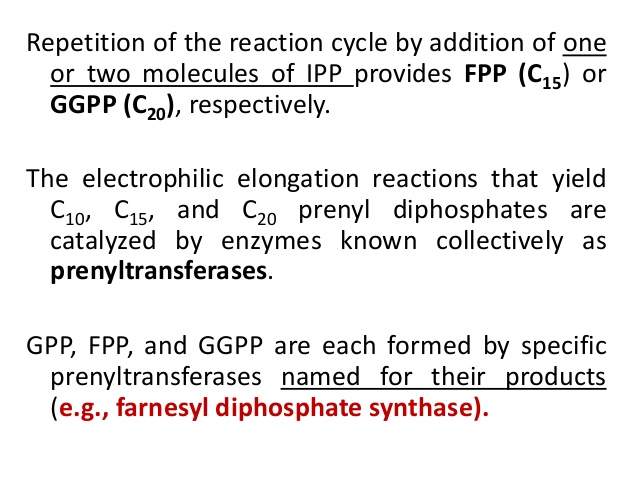 Repetition of the reaction cycle by addition of one
or two molecules of IPP provides FPP (C15) or
GGPP (C20), respectively.
The electrophilic elongation reactions that yield
C10, C15, and C20 prenyl diphosphates are
catalyzed by enzymes known collectively as
prenyltransferases.
GPP, FPP, and GGPP are each formed by specific
prenyltransferases named for their products
(e.g., farnesyl diphosphate synthase).